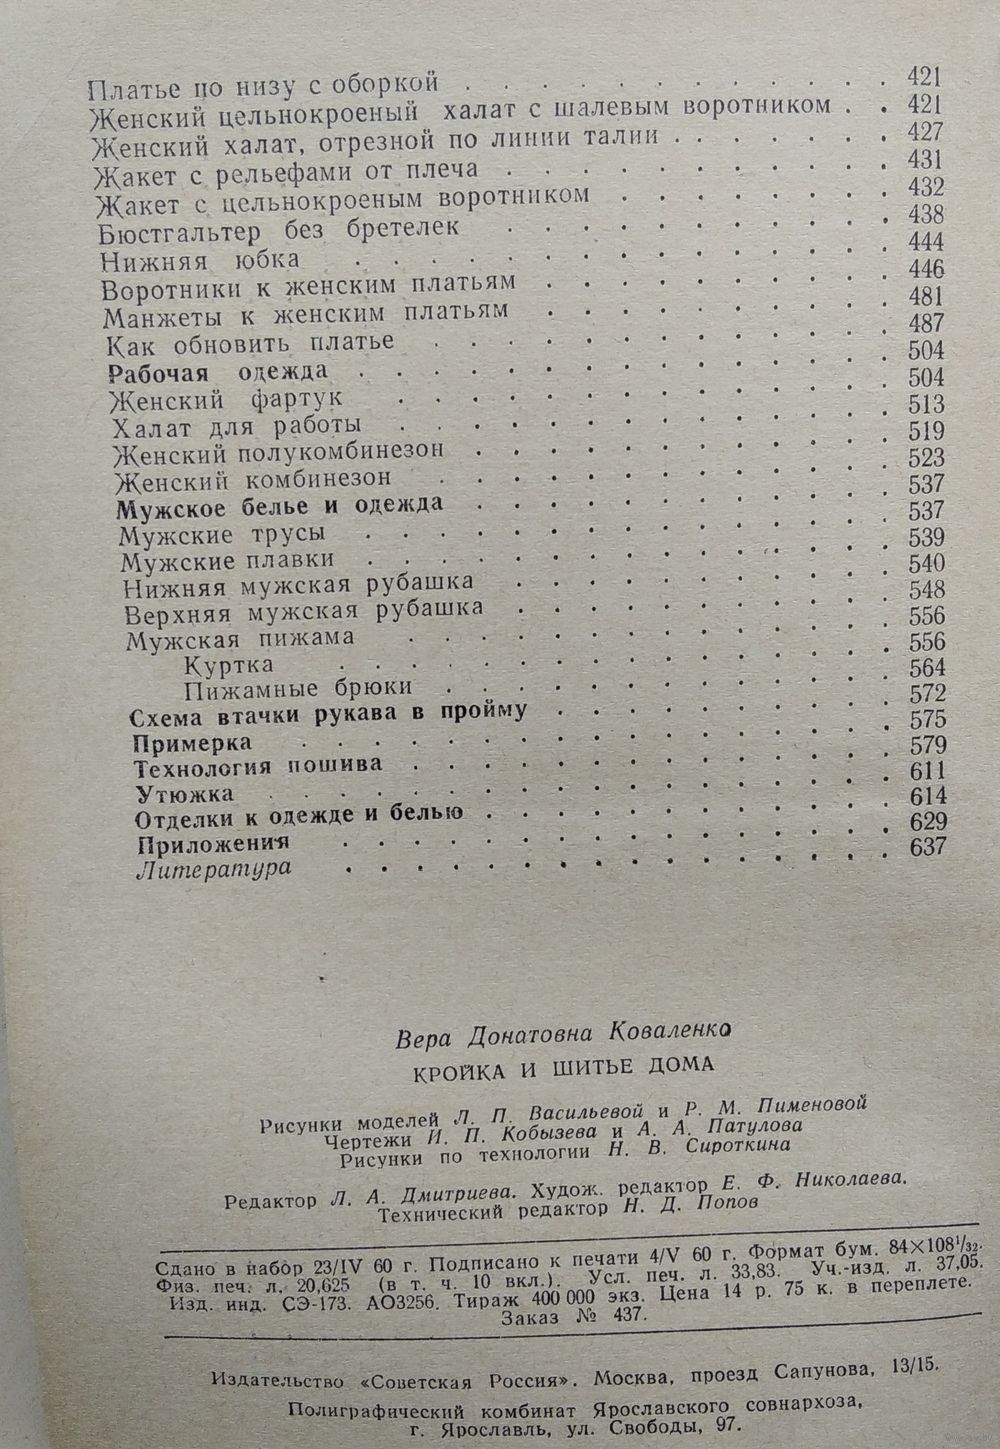 Платье по низу с оборкой . . . . . . . . . . . . 421
Женский цельнокроеный халат с шалевым воротником . . 421
Женский халат, отрезной по линии талии . . . . . . 427
Жакет с рельефами от плеча . . . . . . . . . . 431
Жакет с цельнокроеным воротником . . . . . . . 432
Бюстгальтер без бретелек . . . . . . . . . . 438
Нижняя юбка . . . . . . . . . . . . . . 444
Воротники к женским платьям . . . . . . . . . 446
Манжеты к женским платьям . . . . . . . . . 481
Как обновить платье . . . . . . . . . . . . 487
Рабочая одежда . . . . . . . . . . . . . . 504
Женский фартук . . . . . . . . . . . . . 504
Халат для работы . . . . . . . . . . . . . 513
Женский полукомбинезон . . . . . . . . . . . 519
Женский комбинезон . . . . . . . . . . . . 523
Мужское белье и одежда . . . . . . . . . . . 537
Мужские трусы . . . . . . . . . . . . . . 537
Мужские плавки . . . . . . . . . . . . . . 539
Нижняя мужская рубашка . . . . . . . . . . 540
Верхняя мужская рубашка . . . . . . . . . . 548
Мужская пижама . . . . . . . . . . . . . 556
Куртка . . . . . . . . . . . . . . . 556
Пижамные брюки . . . . . . . . . . . . 564
Схема втачки рукава в пройму . . . . . . . . . 572
Примерка . . . . . . . . . . . . . . . . 575
Технология пошива . . . . . . . . . . . . . 579
Утюжка . . . . . . . . . . . . . . . . . 611
Отделки к одежде и белью . . . . . . . . . . . 614
Приложения . . . . . . . . . . . . . . . 629
Литература . . . . . . . . . . . . . . . 637
Вера Донатовна Коваленко
КРОЙКА И ШИТЬЕ ДОМА
Рисунки моделей Л. П. Васильевой и Р. М. Пименовой
Чертежи И. П. Кобызева и А. А. Патулова
Рисунки по технологии Н. В. Сироткина
Редактор Л. А. Дмитриева. Худож. редактор Е. Ф. Николаева.
Технический редактор Н. Д. Попов
Сдано в набор 23/IV 60 г. Подписано к печати 4/V 60 г. Формат бум. 84×108¹/₃₂.
Физ. печ. л. 20,625 (в т. ч. 10 вкл.). Усл. печ. л. 33,83. Уч.-изд. л. 37,05.
Изд. инд. СЭ-173. АО3256. Тираж 400 000 экз. Цена 14 р. 75 к. в переплете.
Заказ № 437.
Издательство «Советская Россия». Москва, проезд Сапунова, 13/15.
Полиграфический комбинат Ярославского совнархоза,
г. Ярославль, ул. Свободы, 97.